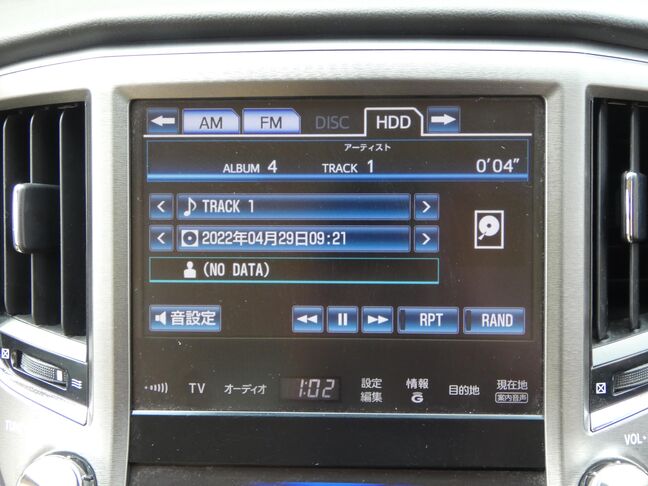 AM FM DISC HDD
アーティスト
ALBUM 4 TRACK 1 0'04"
TRACK 1
2022年04月29日09:21
(NO DATA)
音設定 RPT RAND
TV オーディオ 1:02 設定 情報 目的地 現在地
編集 G 案内音声
VOL